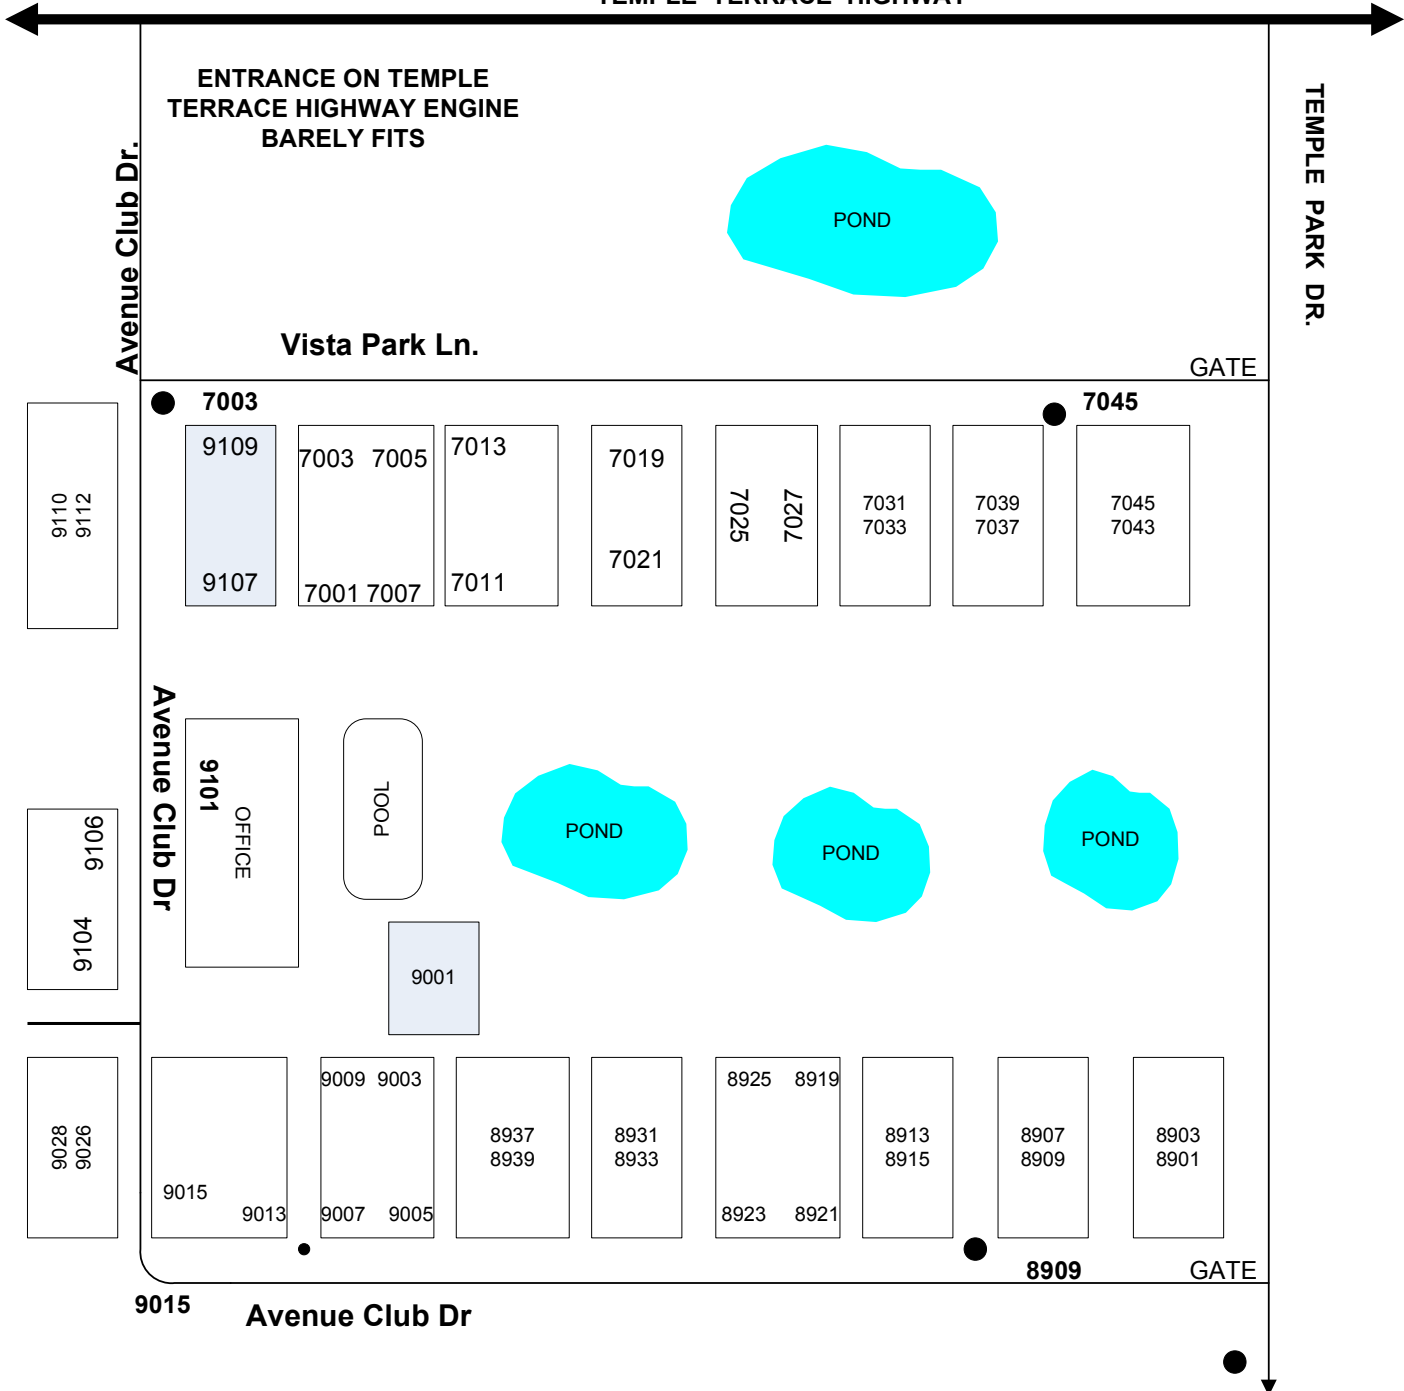 TEMPLE TERRACE HIGHWAY
ENTRANCE ON TEMPLE
TERRACE HIGHWAY ENGINE
BARELY FITS
TEMPLE PARK DR.
Avenue Club Dr.
POND
Vista Park Ln.
GATE
7003
7045
9110
9112
9109
9107
7003 7005
7001 7007
7013
7011
7019
7021
7025
7027
7031
7033
7039
7037
7045
7043
Avenue Club Dr
9101
OFFICE
POOL
POND
POND
POND
9106
9104
9001
9028
9026
9015
9013
9009 9003
9007 9005
8937
8939
8931
8933
8925 8919
8923 8921
8913
8915
8907
8909
8903
8901
8909
GATE
9015
Avenue Club Dr